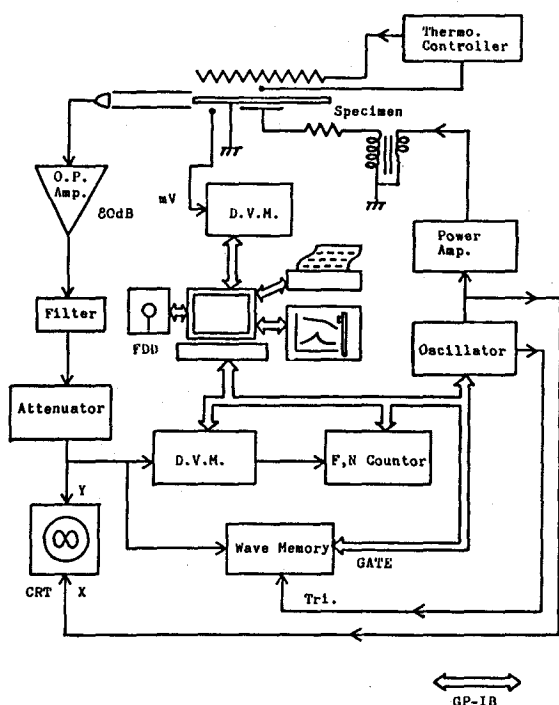 Thermo.
Controller
Specimen
O.P.
Amp.
80dB
mV
D.V.M.
Power
Amp.
Filter
FDD
Oscillator
Attenuator
D.V.M.
F,N Countor
Y
Wave Memory
GATE
CRT
X
Tri.
GP-IB